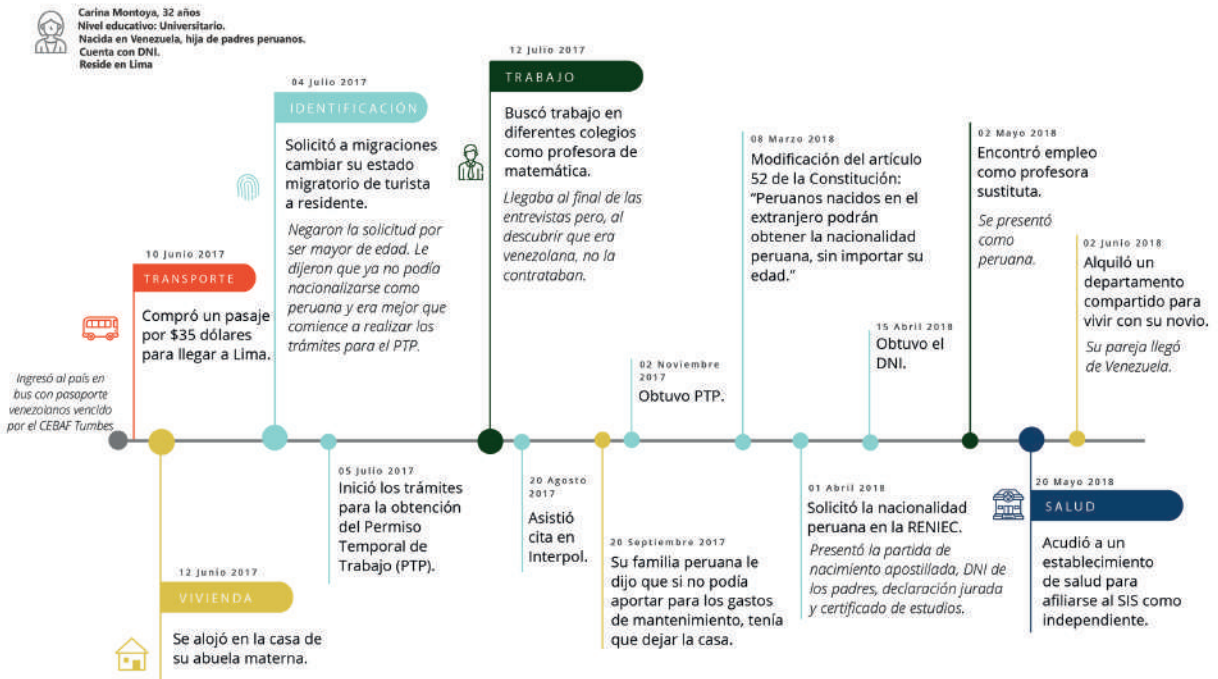 Carina Montoya, 32 años
Nivel educativo: Universitario.
Nacida en Venezuela, hija de padres peruanos.
Cuenta con DNI.
Reside en Lima
Ingresó al país en
bus con pasaporte
venezolanos vencido
por el CEBAF Tumbes
10 Junio 2017
TRANSPORTE
Compró un pasaje
por $35 dólares
para llegar a Lima.
12 Junio 2017
VIVIENDA
Se alojó en la casa de
su abuela materna.
04 Julio 2017
IDENTIFICACIÓN
Solicitó a migraciones
cambiar su estado
migratorio de turista
a residente.
Negaron la solicitud por
ser mayor de edad. Le
dijeron que ya no podía
nacionalizarse como
peruana y era mejor que
comience a realizar los
trámites para el PTP.
05 Julio 2017
Inició los trámites
para la obtención
del Permiso
Temporal de
Trabajo (PTP).
12 Julio 2017
TRABAJO
Buscó trabajo en
diferentes colegios
como profesora de
matemática.
Llegaba al final de las
entrevistas pero, al
descubrir que era
venezolana, no la
contrataban.
20 Agosto
2017
Asistió
cita en
Interpol.
20 Septiembre 2017
Su familia peruana le
dijo que si no podía
aportar para los gastos
de mantenimiento, tenía
que dejar la casa.
02 Noviembre
2017
Obtuvo PTP.
08 Marzo 2018
Modificación del artículo
52 de la Constitución:
“Peruanos nacidos en el
extranjero podrán
obtener la nacionalidad
peruana, sin importar su
edad.”
01 Abril 2018
Solicitó la nacionalidad
peruana en la RENIEC.
Presentó la partida de
nacimiento apostillada, DNI de
los padres, declaración jurada
y certificado de estudios.
15 Abril 2018
Obtuvo el
DNI.
02 Mayo 2018
Encontró empleo
como profesora
sustituta.
Se presentó
como
peruana.
20 Mayo 2018
SALUD
Acudió a un
establecimiento
de salud para
afiliarse al SIS como
independiente.
02 Junio 2018
Alquiló un
departamento
compartido para
vivir con su novio.
Su pareja llegó
de Venezuela.